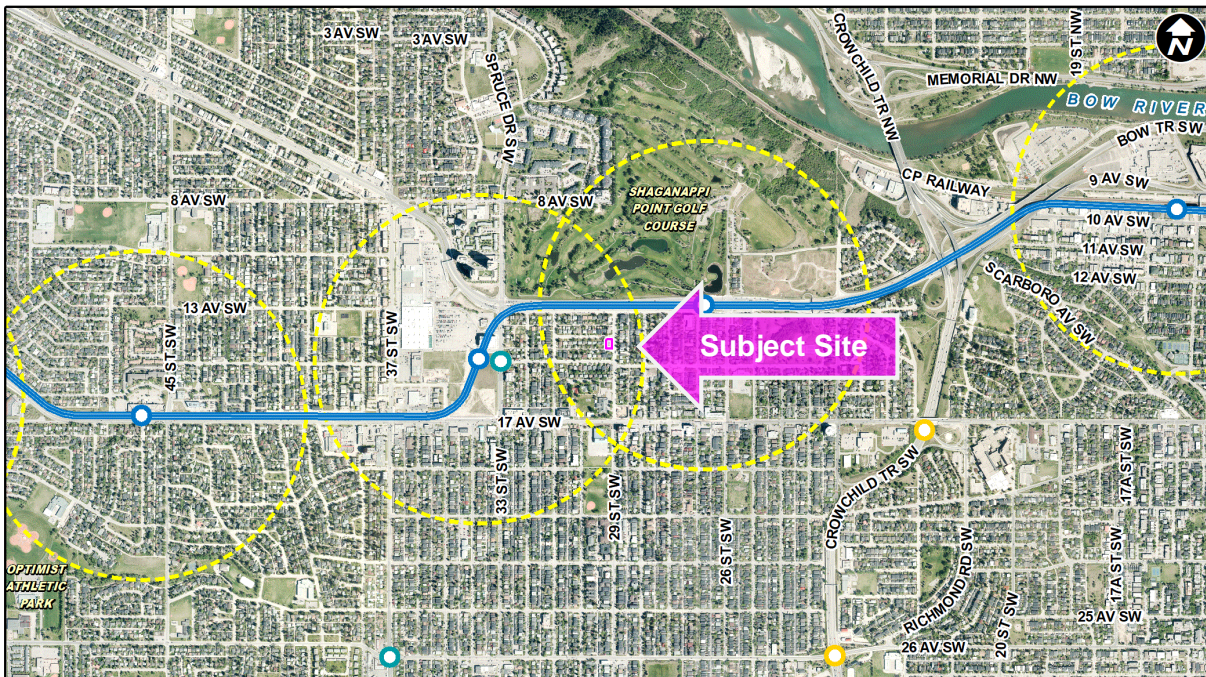 3 AV SW
3 AV SW
SPRUCE DR SW
CROWCHILD TR NW
19 ST NW
N
MEMORIAL DR NW
BOW RIVER
BOW TR SW
CP RAILWAY
9 AV SW
8 AV SW
8 AV SW
SHAGANAPPI
POINT GOLF
COURSE
10 AV SW
11 AV SW
12 AV SW
SCARBORO AV SW
13 AV SW
45 ST SW
37 ST SW
Subject Site
17 AV SW
33 ST SW
29 ST SW
26 ST SW
CROWCHILD TR SW
17A ST SW
OPTIMIST
ATHLETIC
PARK
RICHMOND RD SW
20 ST SW
17A ST SW
25 AV SW
26 AV SW